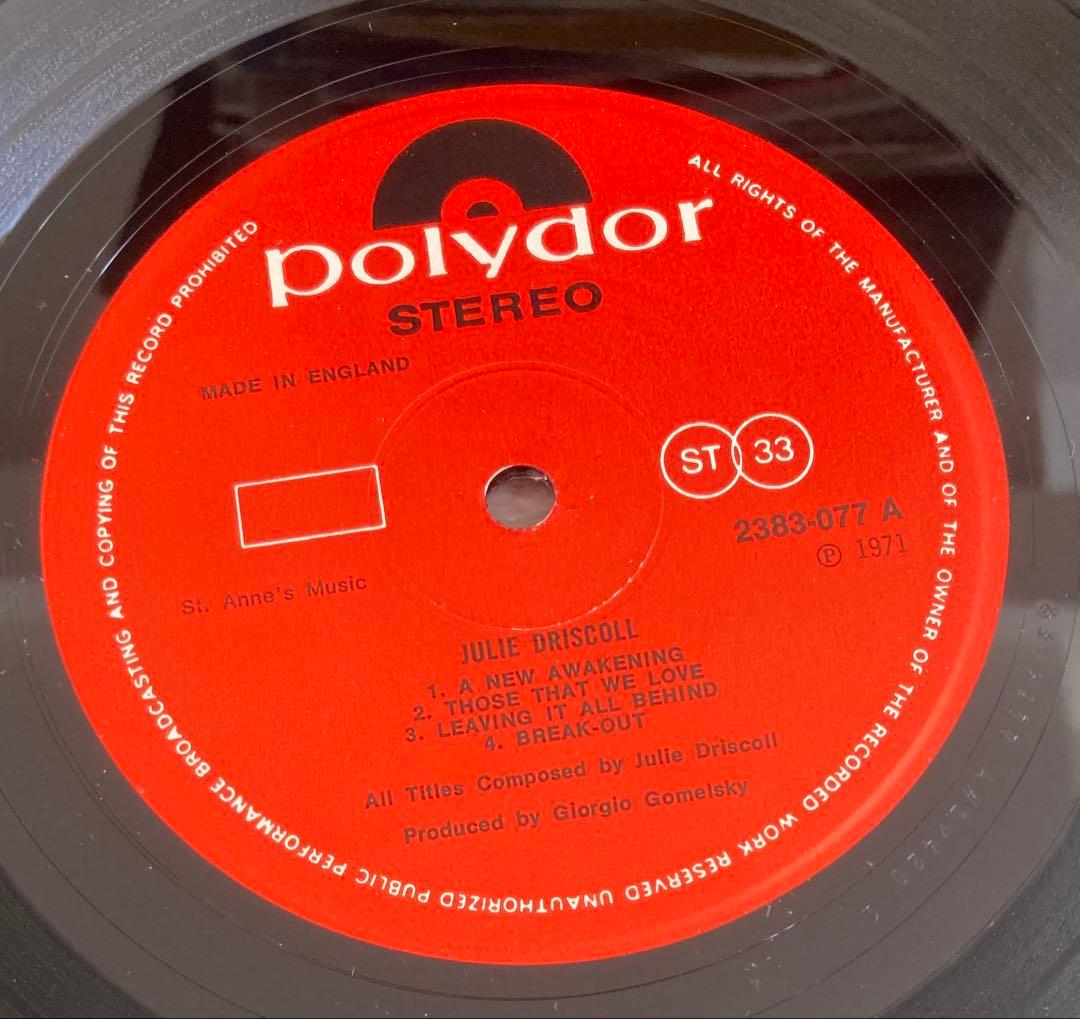 polydor
STEREO
MADE IN ENGLAND
ST 33
2383-077 A
℗ 1971
St. Anne's Music
JULIE DRISCOLL
1. A NEW AWAKENING
2. THOSE THAT WE LOVE
3. LEAVING IT ALL BEHIND
4. BREAK-OUT
All Titles Composed by Julie Driscoll
Produced by Giorgio Gomelsky
ALL RIGHTS OF THE MANUFACTURER AND OF THE OWNER OF THE RECORDED WORK RESERVED UNAUTHORIZED PUBLIC PERFORMANCE BROADCASTING AND COPYING OF THIS RECORD PROHIBITED